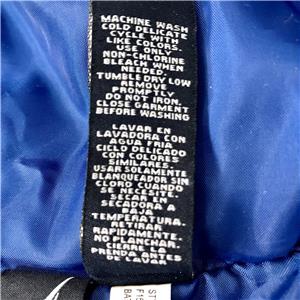 MACHINE WASH
COLD DELICATE
CYCLE WITH
LIKE COLORS.
USE ONLY
NON-CHLORINE
BLEACH WHEN
NEEDED.
TUMBLE DRY LOW
REMOVE
PROMPTLY
DO NOT IRON.
CLOSE GARMENT
BEFORE WASHING
LAVAR EN
LAVADORA CON
AGUA FRIA
CICLO DELICADO
CON COLORES
SIMILARES.
USAR SOLAMENTE
BLANQUEADOR SIN
CLORO CUANDO
SE NECESITE.
SECAR EN
SECADORA A
BAJA
TEMPERATURA.
RETIRAR
RAPIDAMENTE.
NO PLANCHAR.
CIERRE LA
PRENDA ANTES
DE LAVAR